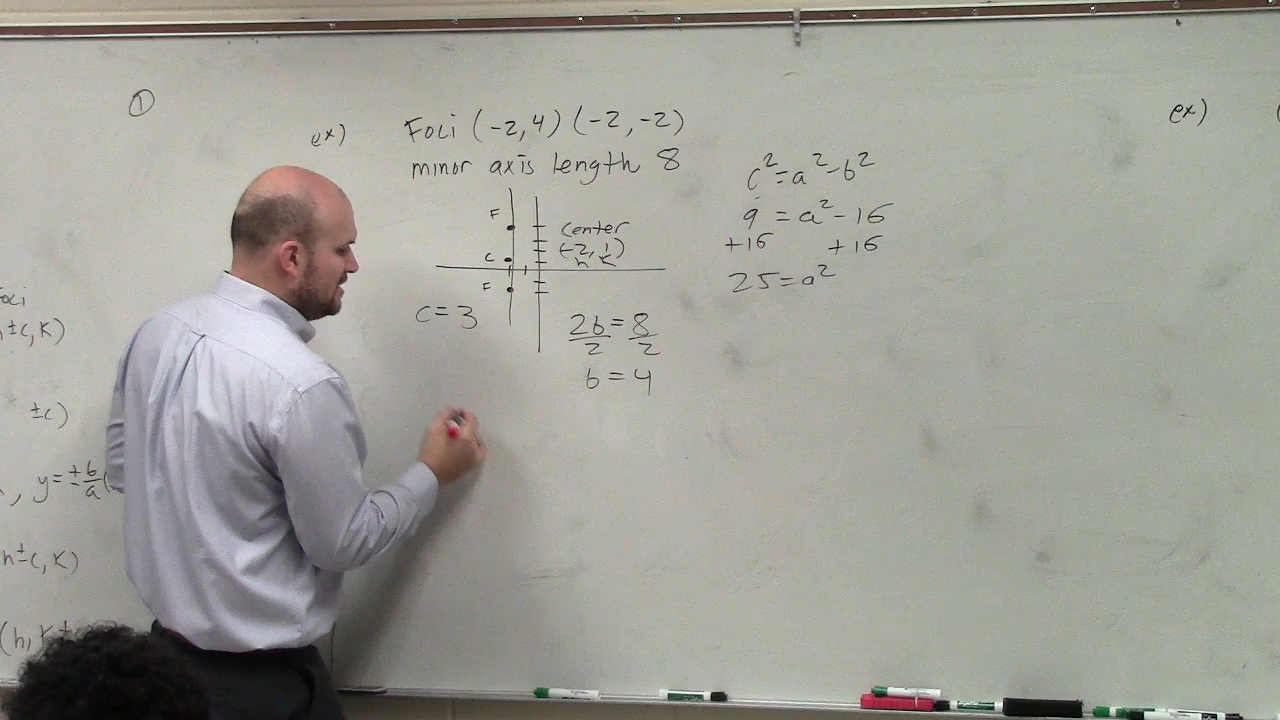 ①
ex)
Foci (-2,4) (-2,-2)
minor axis length 8
F
C
F
center
(-2, 1)
h K
c = 3
2b = 8
2 2
b = 4
c² = a² - b²
9 = a² - 16
+16 +16
25 = a²
ex)
oci
±c, K)
±c)
, y = ± b/a (
h ± c, K)
(h, K ±